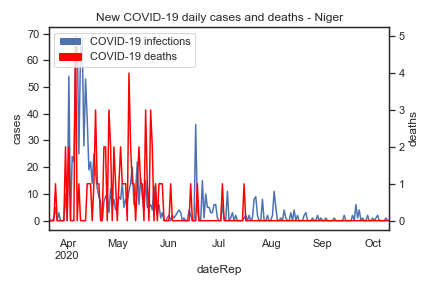 New COVID-19 daily cases and deaths - Niger
COVID-19 infections
COVID-19 deaths
70
60
50
40
30
20
10
0
cases
5
4
3
2
1
0
deaths
Apr May Jun Jul Aug Sep Oct
2020
dateRep